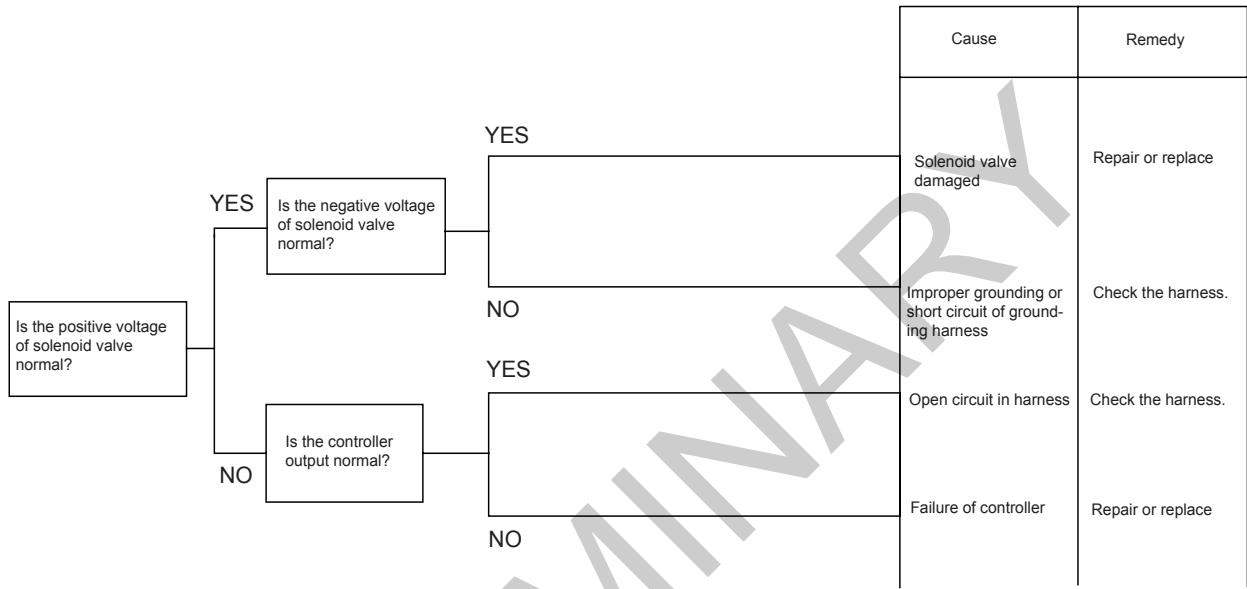 Cause
Remedy
YES
Solenoid valve
damaged
Repair or replace
YES
Is the negative voltage
of solenoid valve
normal?
NO
Improper grounding or
short circuit of ground-
ing harness
Check the harness.
Is the positive voltage
of solenoid valve
normal?
YES
Open circuit in harness
Check the harness.
NO
Is the controller
output normal?
NO
Failure of controller
Repair or replace
MINARY